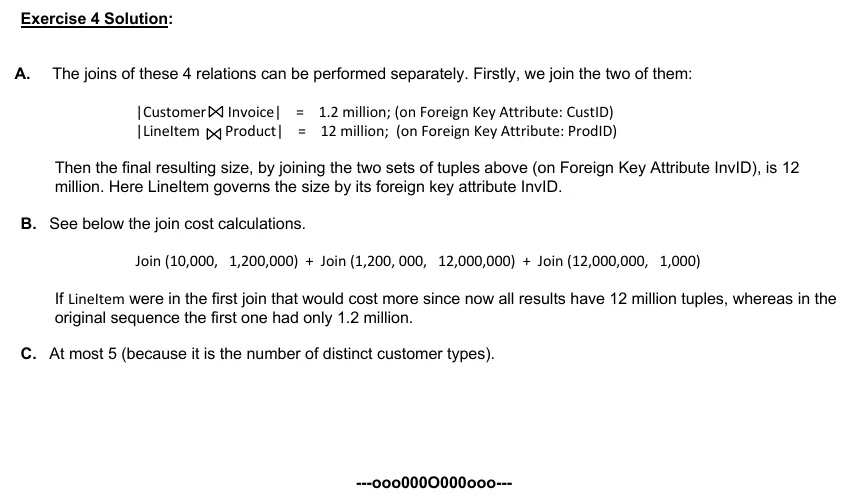 Exercise 4 Solution:
A. The joins of these 4 relations can be performed separately. Firstly, we join the two of them:
|Customer⋈ Invoice| = 1.2 million; (on Foreign Key Attribute: CustID)
|LineItem ⋈ Product| = 12 million; (on Foreign Key Attribute: ProdID)
Then the final resulting size, by joining the two sets of tuples above (on Foreign Key Attribute InvID), is 12
million. Here LineItem governs the size by its foreign key attribute InvID.
B. See below the join cost calculations.
Join (10,000, 1,200,000) + Join (1,200, 000, 12,000,000) + Join (12,000,000, 1,000)
If LineItem were in the first join that would cost more since now all results have 12 million tuples, whereas in the
original sequence the first one had only 1.2 million.
C. At most 5 (because it is the number of distinct customer types).
---ooo000O000ooo---